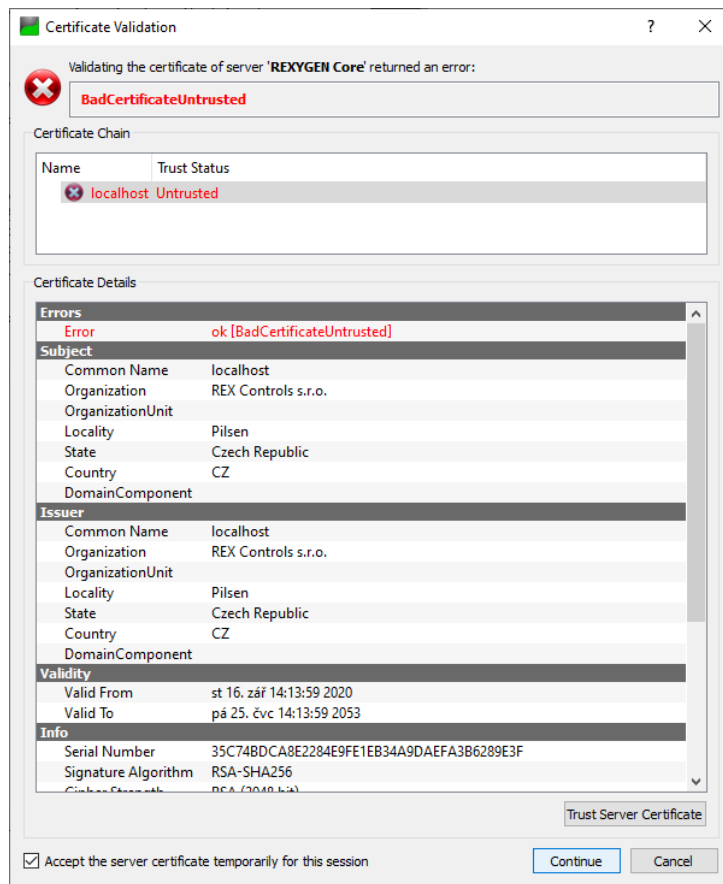 Certificate Validation
Validating the certificate of server 'REXYGEN Core' returned an error:
BadCertificateUntrusted
Certificate Chain
Name Trust Status
localhost Untrusted
Certificate Details
Errors
Error ok [BadCertificateUntrusted]
Subject
Common Name localhost
Organization REX Controls s.r.o.
OrganizationUnit
Locality Pilsen
State Czech Republic
Country CZ
DomainComponent
Issuer
Common Name localhost
Organization REX Controls s.r.o.
OrganizationUnit
Locality Pilsen
State Czech Republic
Country CZ
DomainComponent
Validity
Valid From st 16. zář 14:13:59 2020
Valid To pá 25. čvc 14:13:59 2053
Info
Serial Number 35C74BDCA8E2284E9FE1EB34A9DAEFA3B6289E3F
Signature Algorithm RSA-SHA256
Cipher Strength RSA (2048 bit)
Trust Server Certificate
Accept the server certificate temporarily for this session
Continue Cancel